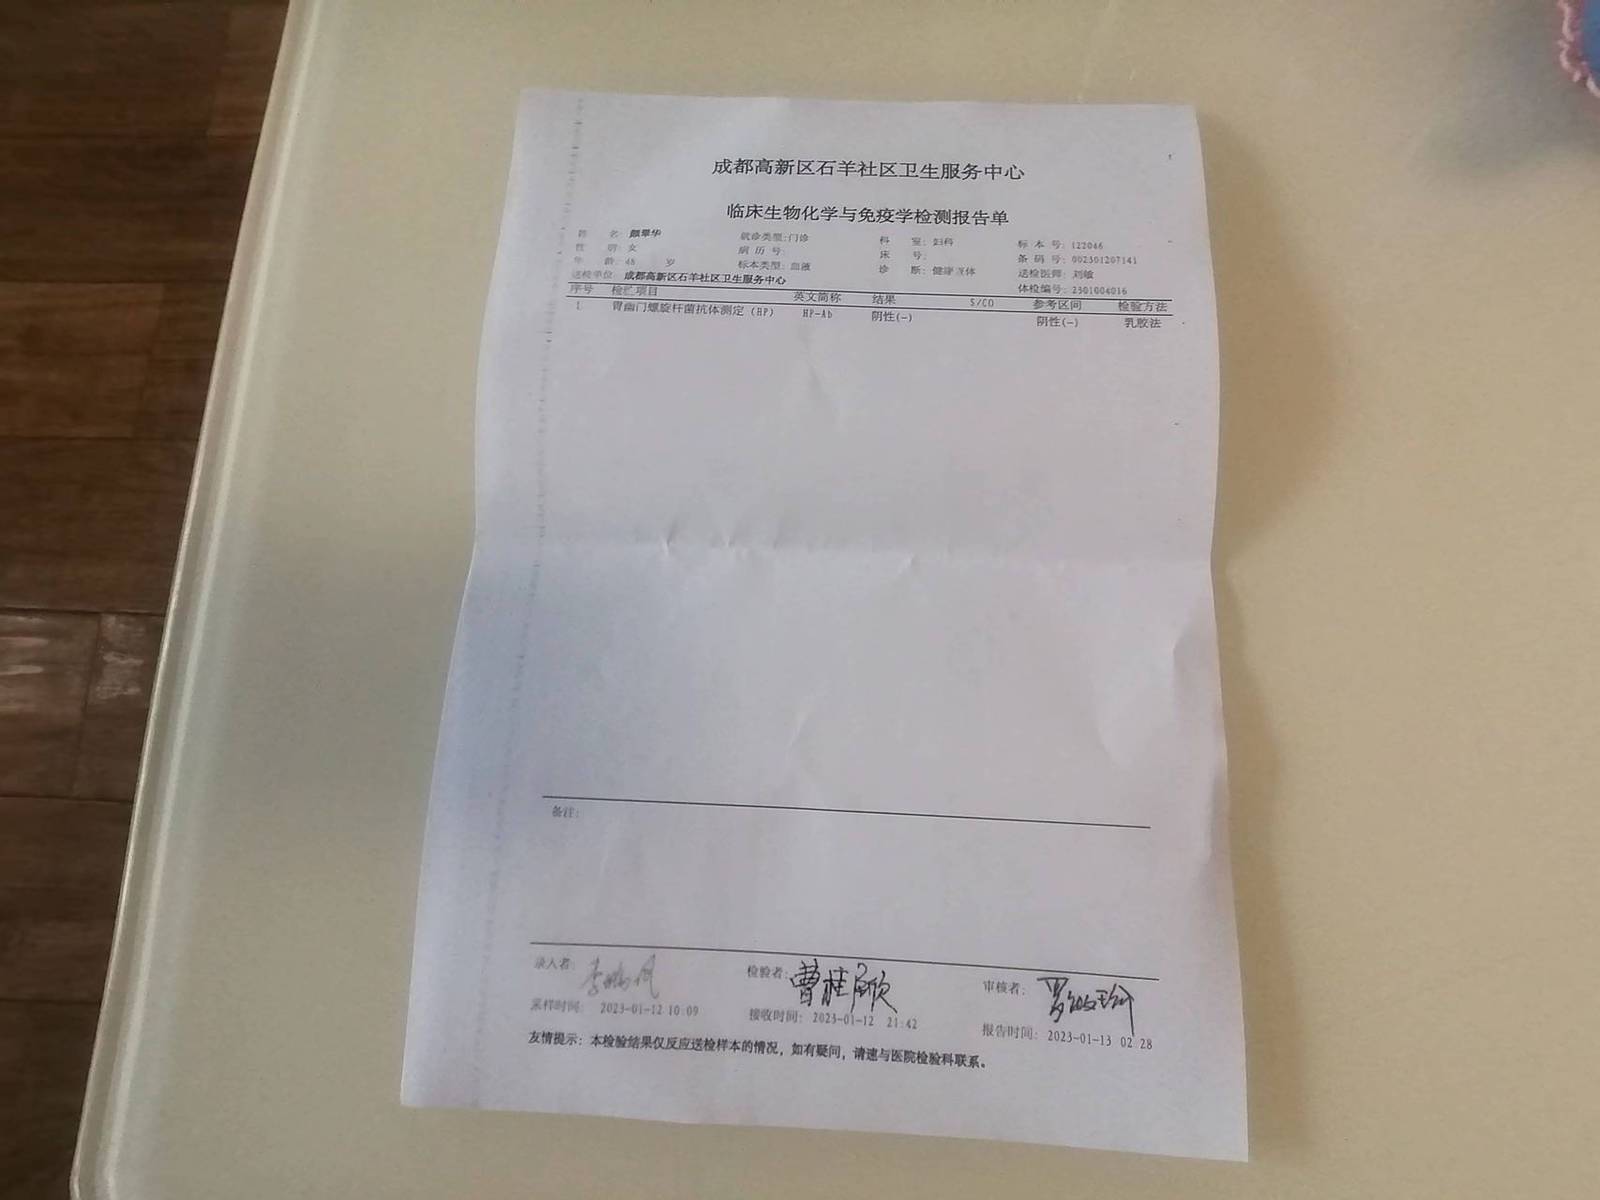 成都高新区石羊社区卫生服务中心
临床生物化学与免疫学检测报告单
姓 名: 颜翠华 就诊类型:门诊 科 室: 妇科 标 本 号: 122046
性 别: 女 病 历 号: 床 号: 条 码 号: 002301207141
年 龄: 48 岁 标本类型: 血液 诊 断: 健康查体 送检医师: 刘敏
送检单位: 成都高新区石羊社区卫生服务中心 体检编号: 2301004016
序号 检验项目 英文简称 结果 S/CO 参考区间 检验方法
1 胃幽门螺旋杆菌抗体测定 (HP) HP-Ab 阴性(-) 阴性(-) 乳胶法
备注:
录入者: 检验者: 曹桂欣 审核者:
采样时间: 2023-01-12 10:09 接收时间: 2023-01-12 21:42 报告时间: 2023-01-13 02:28
友情提示: 本检验结果仅反应送检样本的情况, 如有疑问, 请速与医院检验科联系。